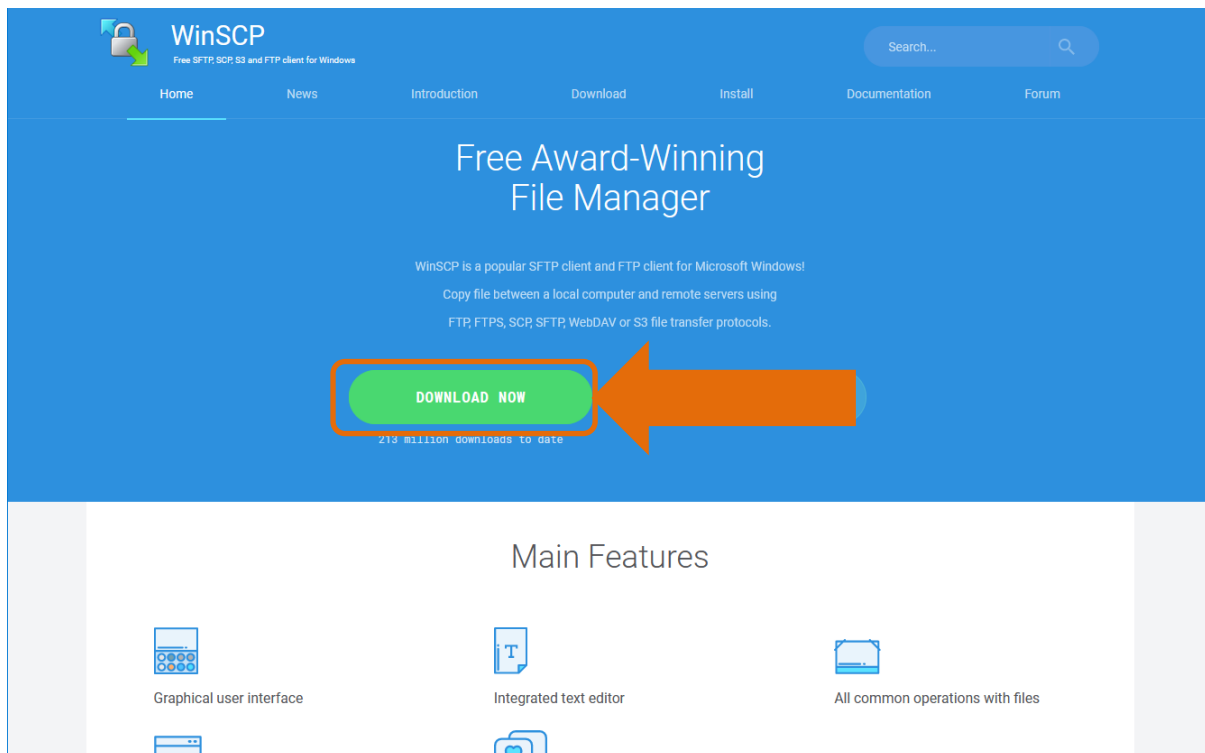 WinSCP
Free SFTP, SCP, S3 and FTP client for Windows
Search...
Home News Introduction Download Install Documentation Forum
Free Award-Winning
File Manager
WinSCP is a popular SFTP client and FTP client for Microsoft Windows!
Copy file between a local computer and remote servers using
FTP, FTPS, SCP, SFTP, WebDAV or S3 file transfer protocols.
DOWNLOAD NOW
213 million downloads to date
Main Features
T
Graphical user interface
Integrated text editor
All common operations with files